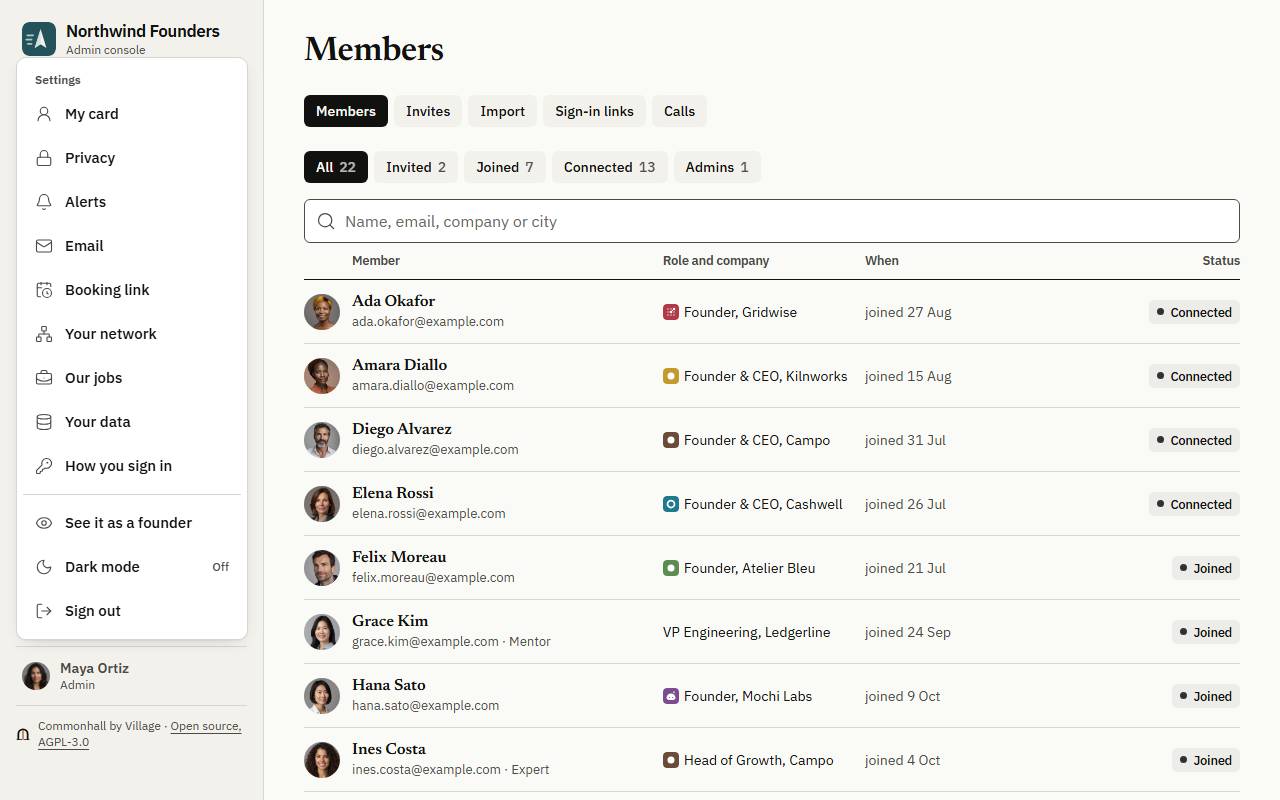 Northwind Founders
Admin console
Settings
My card
Privacy
Alerts
Email
Booking link
Your network
Our jobs
Your data
How you sign in
See it as a founder
Dark mode Off
Sign out
Maya Ortiz
Admin
Commonhall by Village · Open source,
AGPL-3.0
Members
Members Invites Import Sign-in links Calls
All 22 Invited 2 Joined 7 Connected 13 Admins 1
Name, email, company or city
Member Role and company When Status
Ada Okafor
ada.okafor@example.com
Founder, Gridwise joined 27 Aug Connected
Amara Diallo
amara.diallo@example.com
Founder & CEO, Kilnworks joined 15 Aug Connected
Diego Alvarez
diego.alvarez@example.com
Founder & CEO, Campo joined 31 Jul Connected
Elena Rossi
elena.rossi@example.com
Founder & CEO, Cashwell joined 26 Jul Connected
Felix Moreau
felix.moreau@example.com
Founder, Atelier Bleu joined 21 Jul Joined
Grace Kim
grace.kim@example.com · Mentor
VP Engineering, Ledgerline joined 24 Sep Joined
Hana Sato
hana.sato@example.com
Founder, Mochi Labs joined 9 Oct Joined
Ines Costa
ines.costa@example.com · Expert
Head of Growth, Campo joined 4 Oct Joined